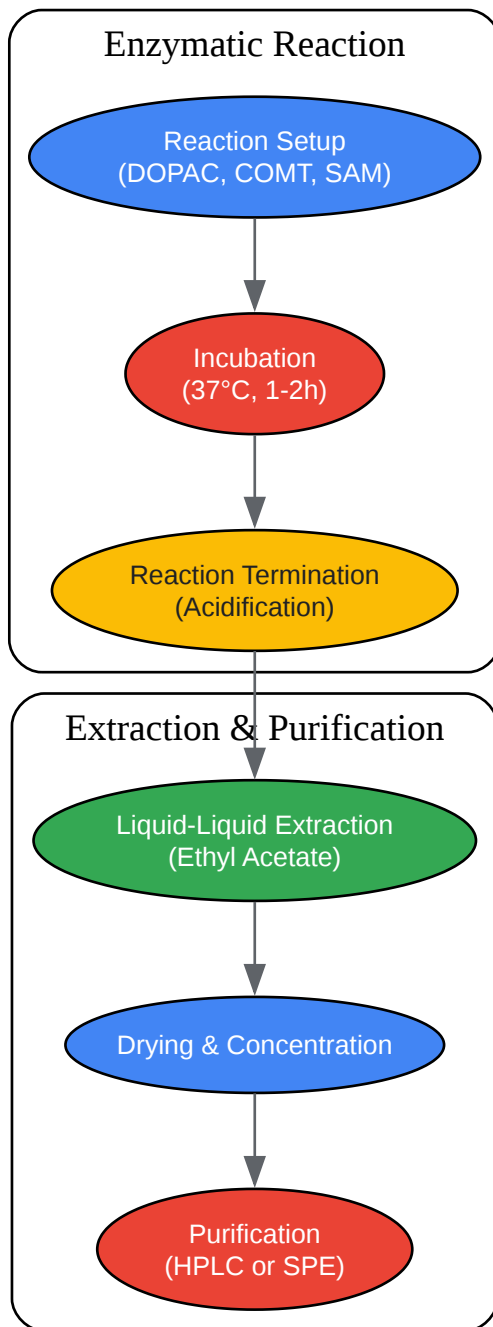 Enzymatic Reaction
Reaction Setup
(DOPAC, COMT, SAM)
Incubation
(37°C, 1-2h)
Reaction Termination
(Acidification)
Extraction & Purification
Liquid-Liquid Extraction
(Ethyl Acetate)
Drying & Concentration
Purification
(HPLC or SPE)